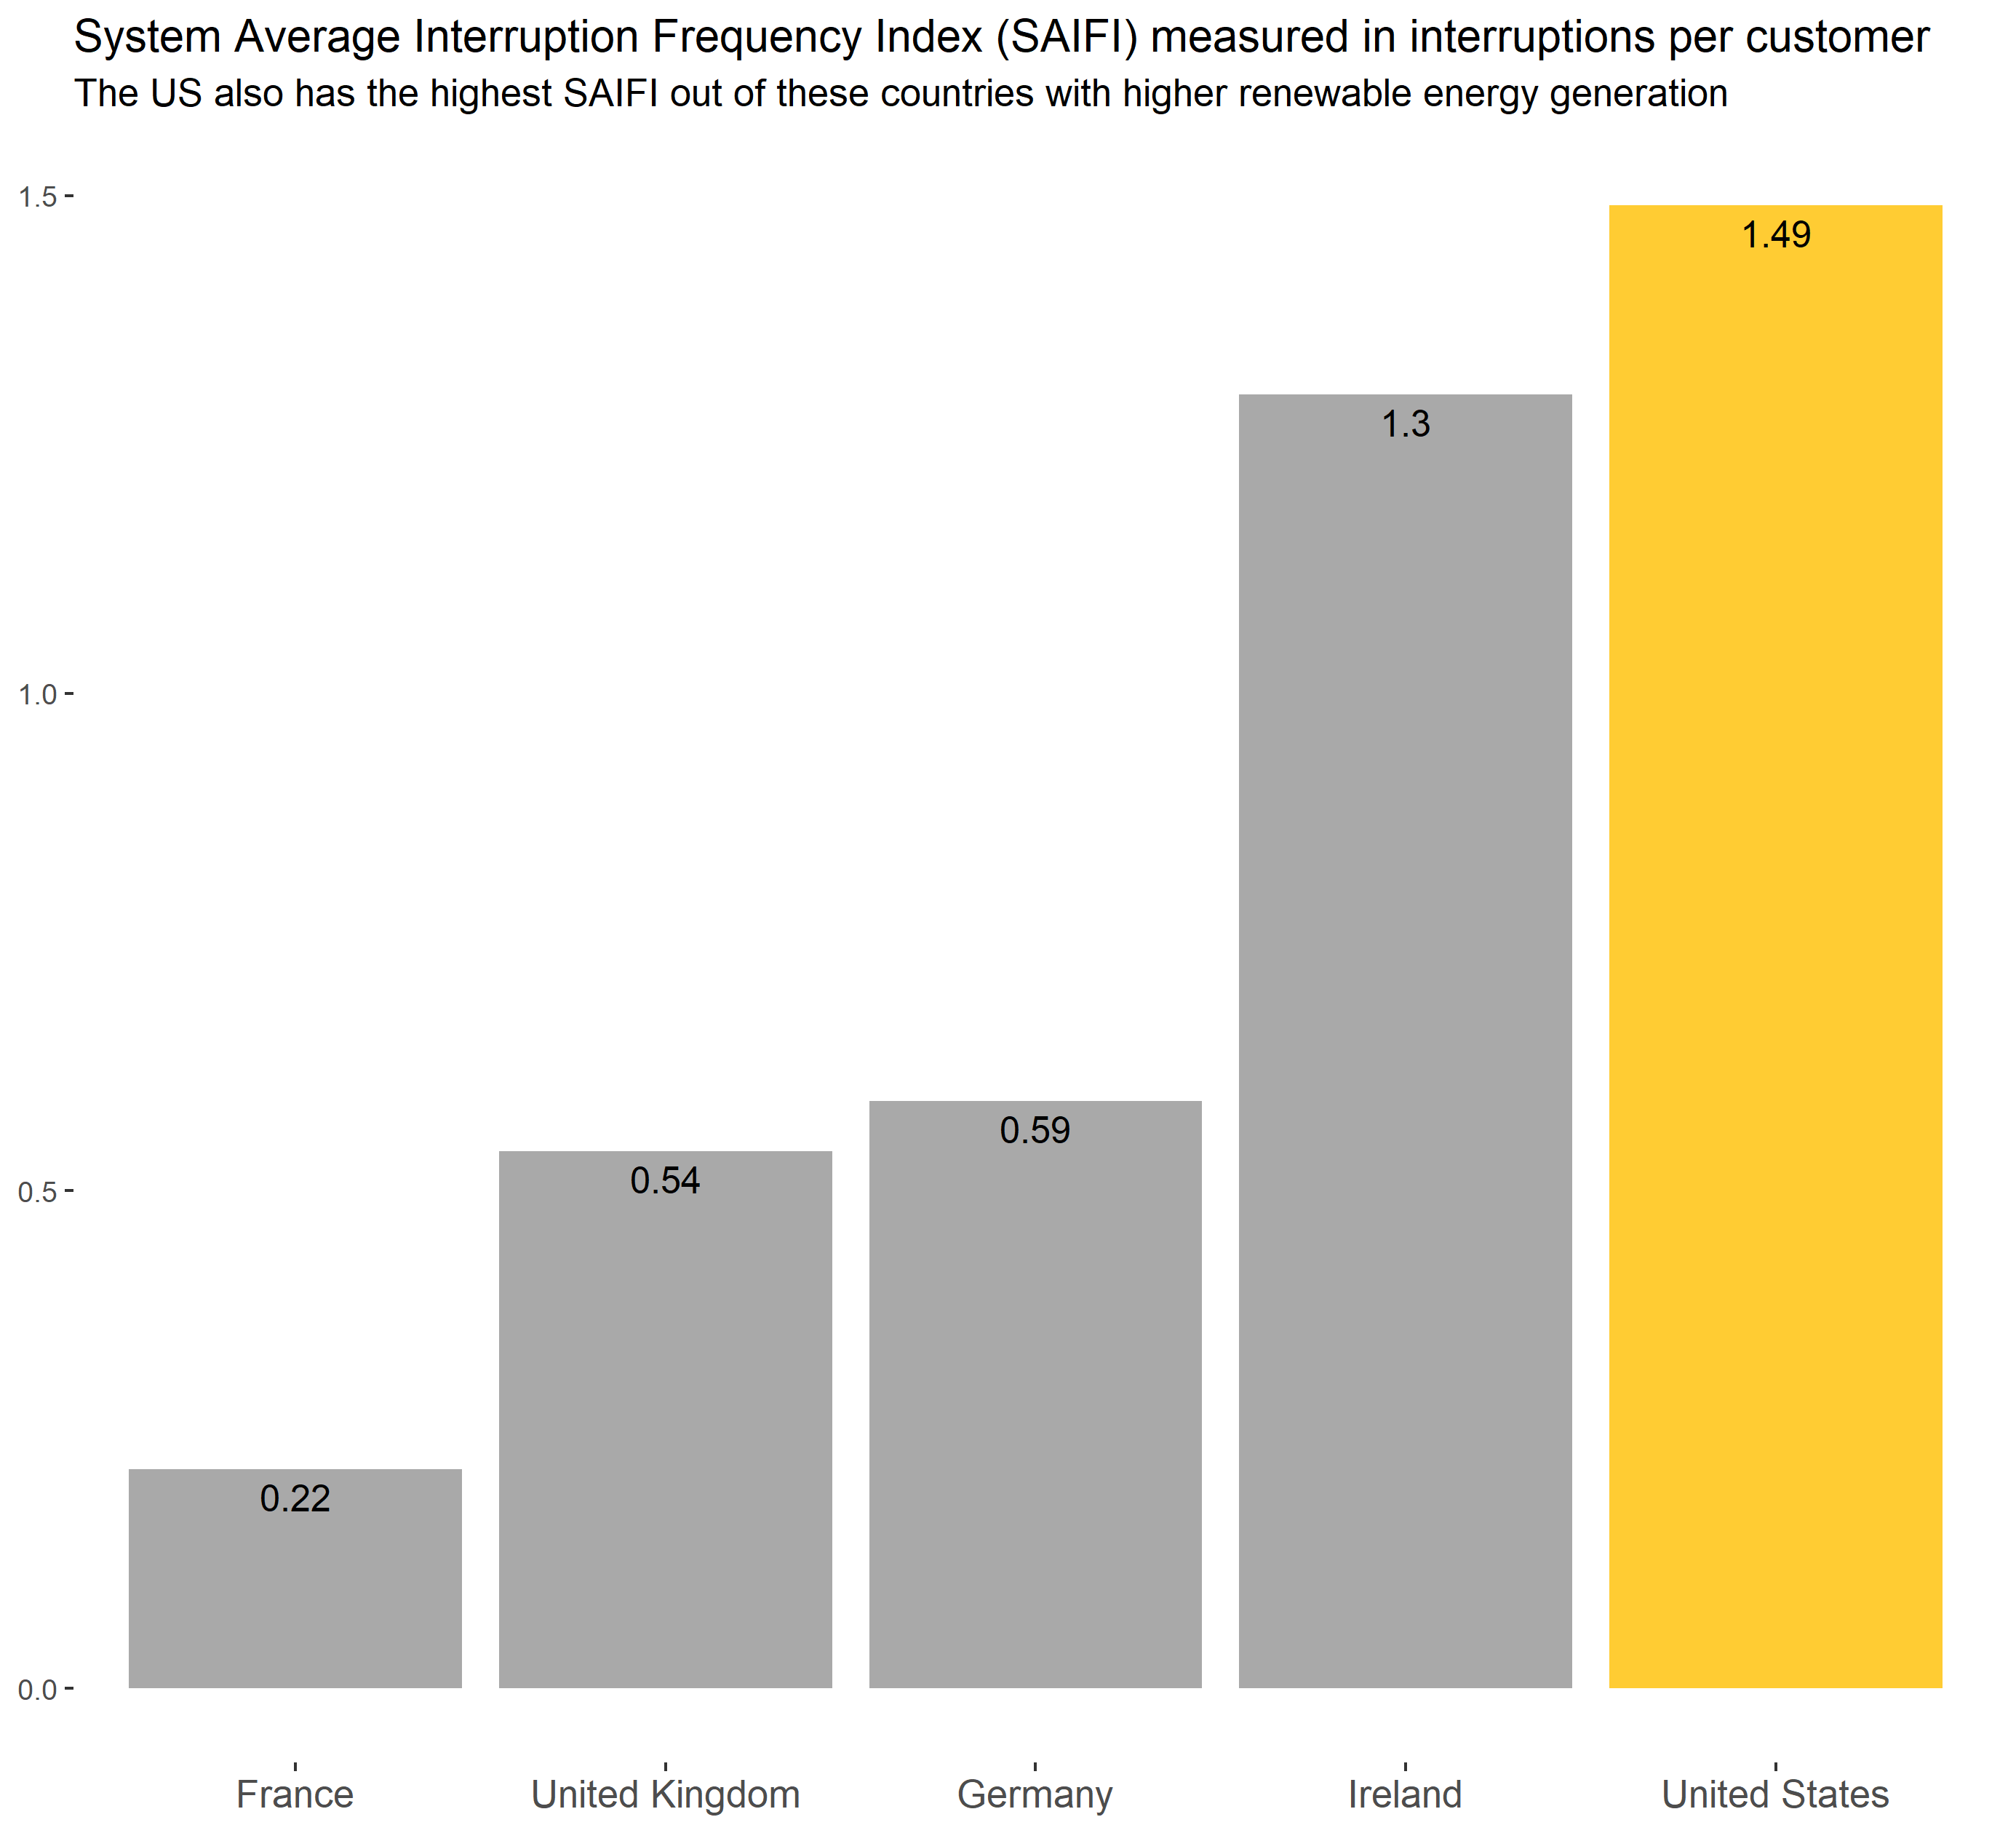 System Average Interruption Frequency Index (SAIFI) measured in interruptions per customer
The US also has the highest SAIFI out of these countries with higher renewable energy generation
1.5
1.0
0.5
0.0
0.22
0.54
0.59
1.3
1.49
France
United Kingdom
Germany
Ireland
United States